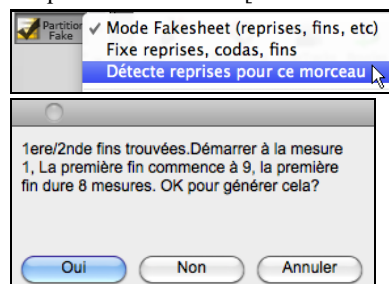 Partition
Fake
✓ Mode Fakesheet (reprises, fins, etc)
Fixe reprises, codas, fins
Détecte reprises pour ce morceau
1ere/2nde fins trouvées.Démarrer à la mesure
1, La première fin commence à 9, la première
fin dure 8 mesures. OK pour générer cela?
Oui Non Annuler